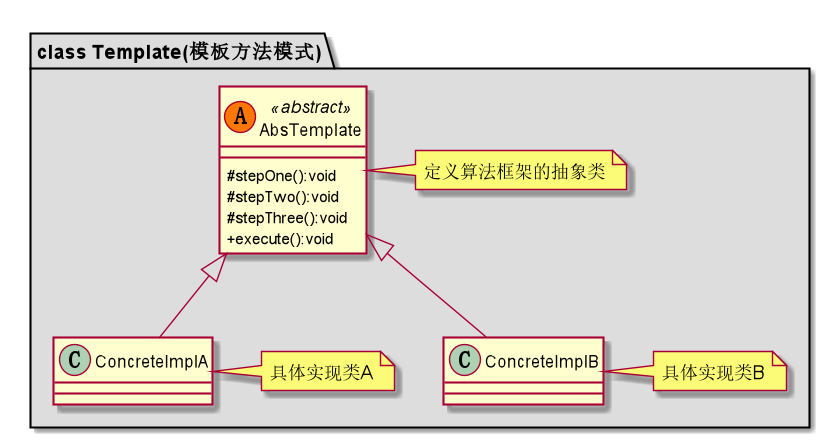 class Template(模板方法模式)
A
«abstract»
AbsTemplate
#stepOne():void
#stepTwo():void
#stepThree():void
+execute():void
定义算法框架的抽象类
C
ConcreteImplA
具体实现类A
C
ConcreteImplB
具体实现类B